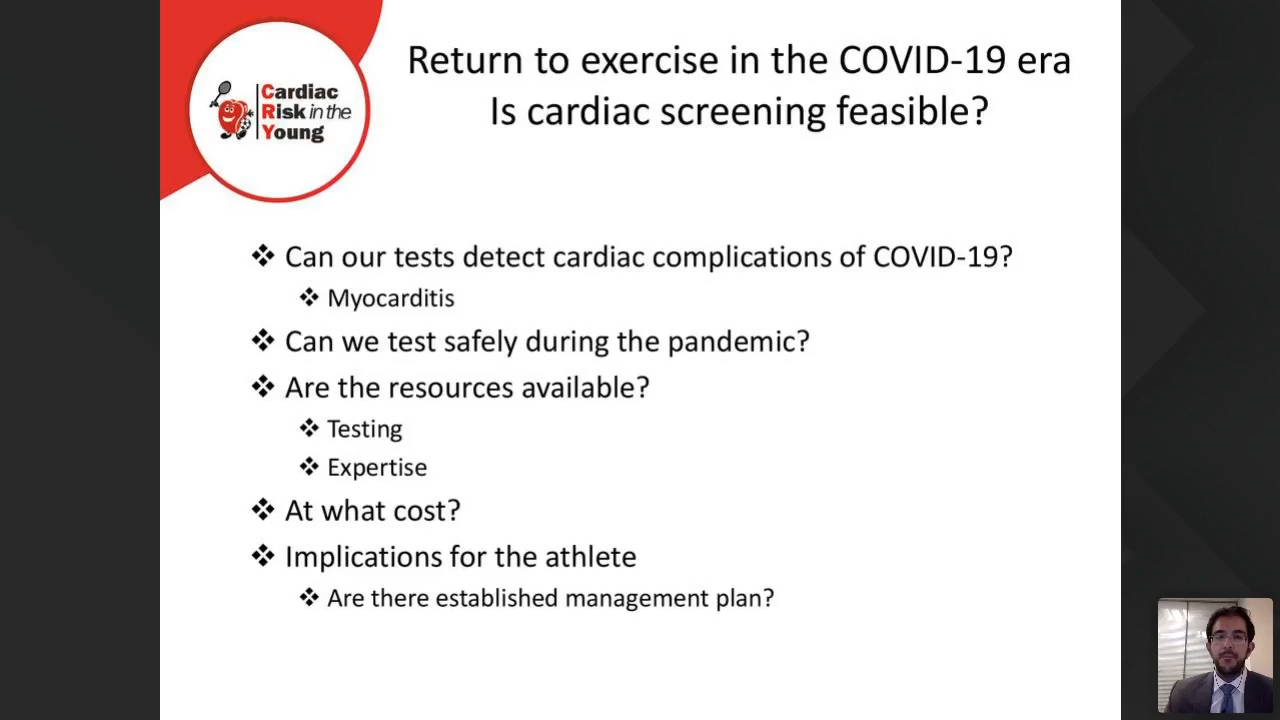 Cardiac
Risk in the
Young
Return to exercise in the COVID-19 era
Is cardiac screening feasible?
❖ Can our tests detect cardiac complications of COVID-19?
❖ Myocarditis
❖ Can we test safely during the pandemic?
❖ Are the resources available?
❖ Testing
❖ Expertise
❖ At what cost?
❖ Implications for the athlete
❖ Are there established management plan?